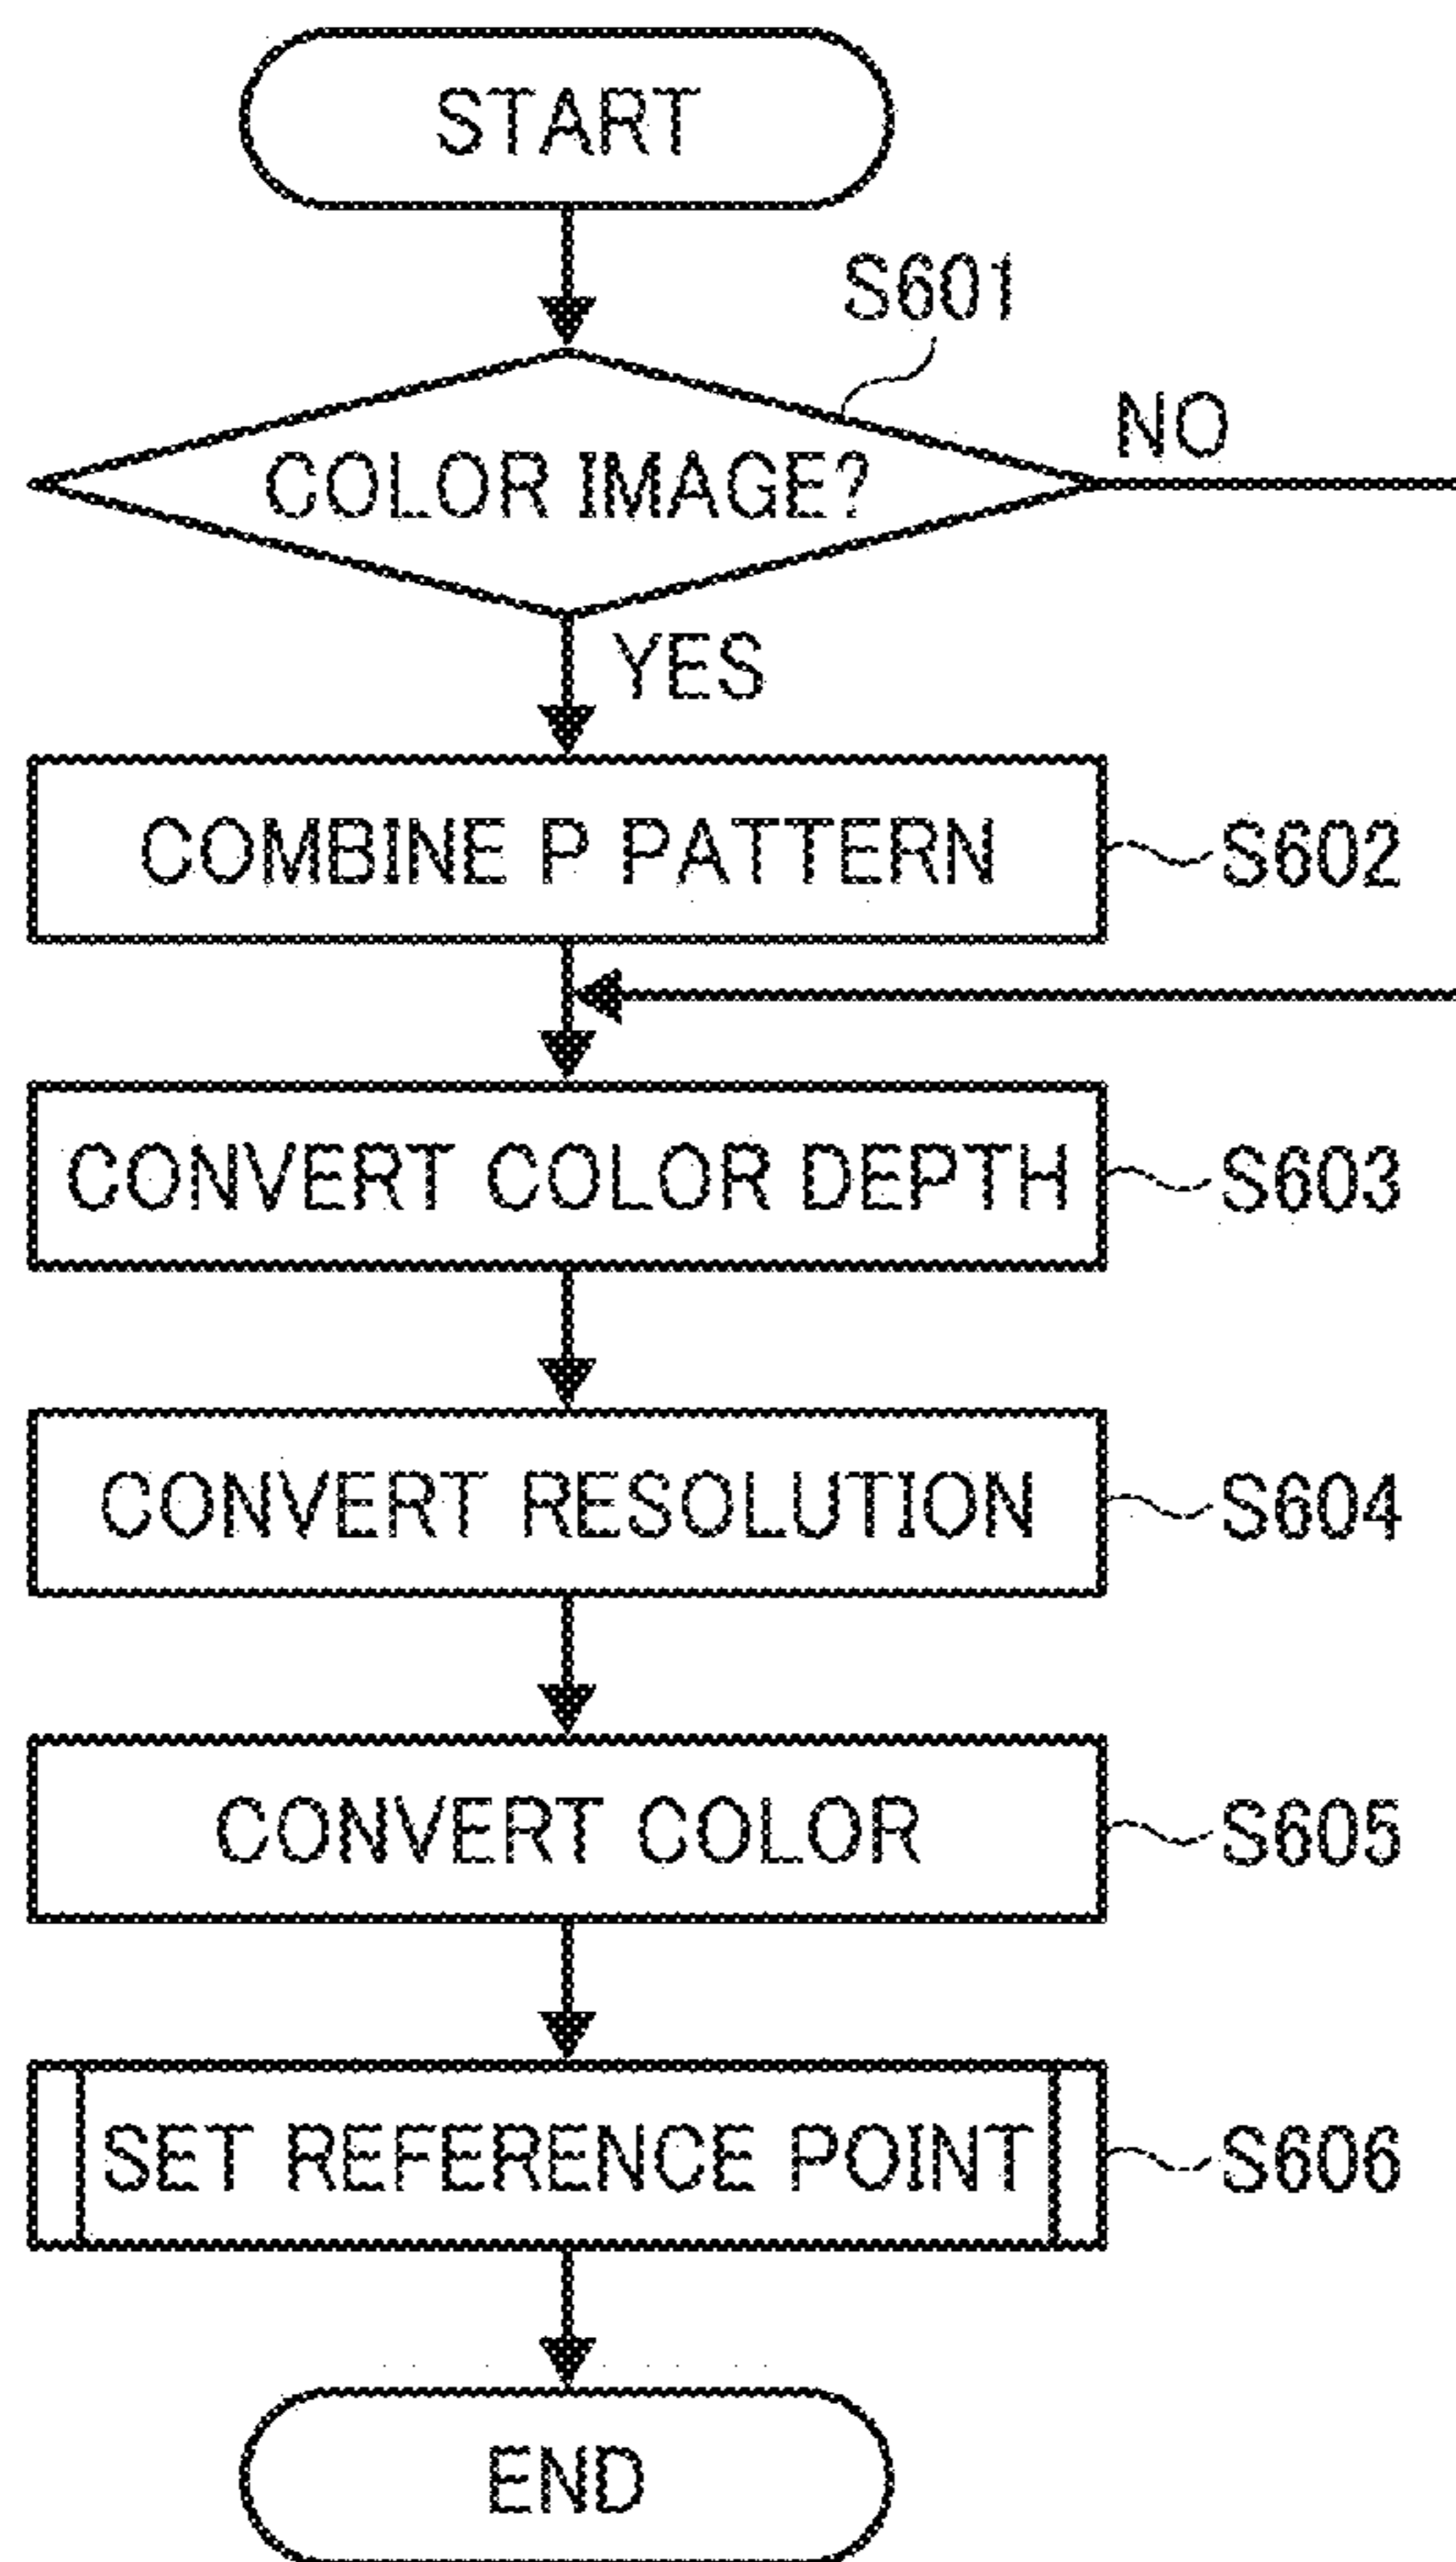 START
S601
COLOR IMAGE?
NO
YES
COMBINE P PATTERN
S602
CONVERT COLOR DEPTH
S603
CONVERT RESOLUTION
S604
CONVERT COLOR
S605
SET REFERENCE POINT
S606
END